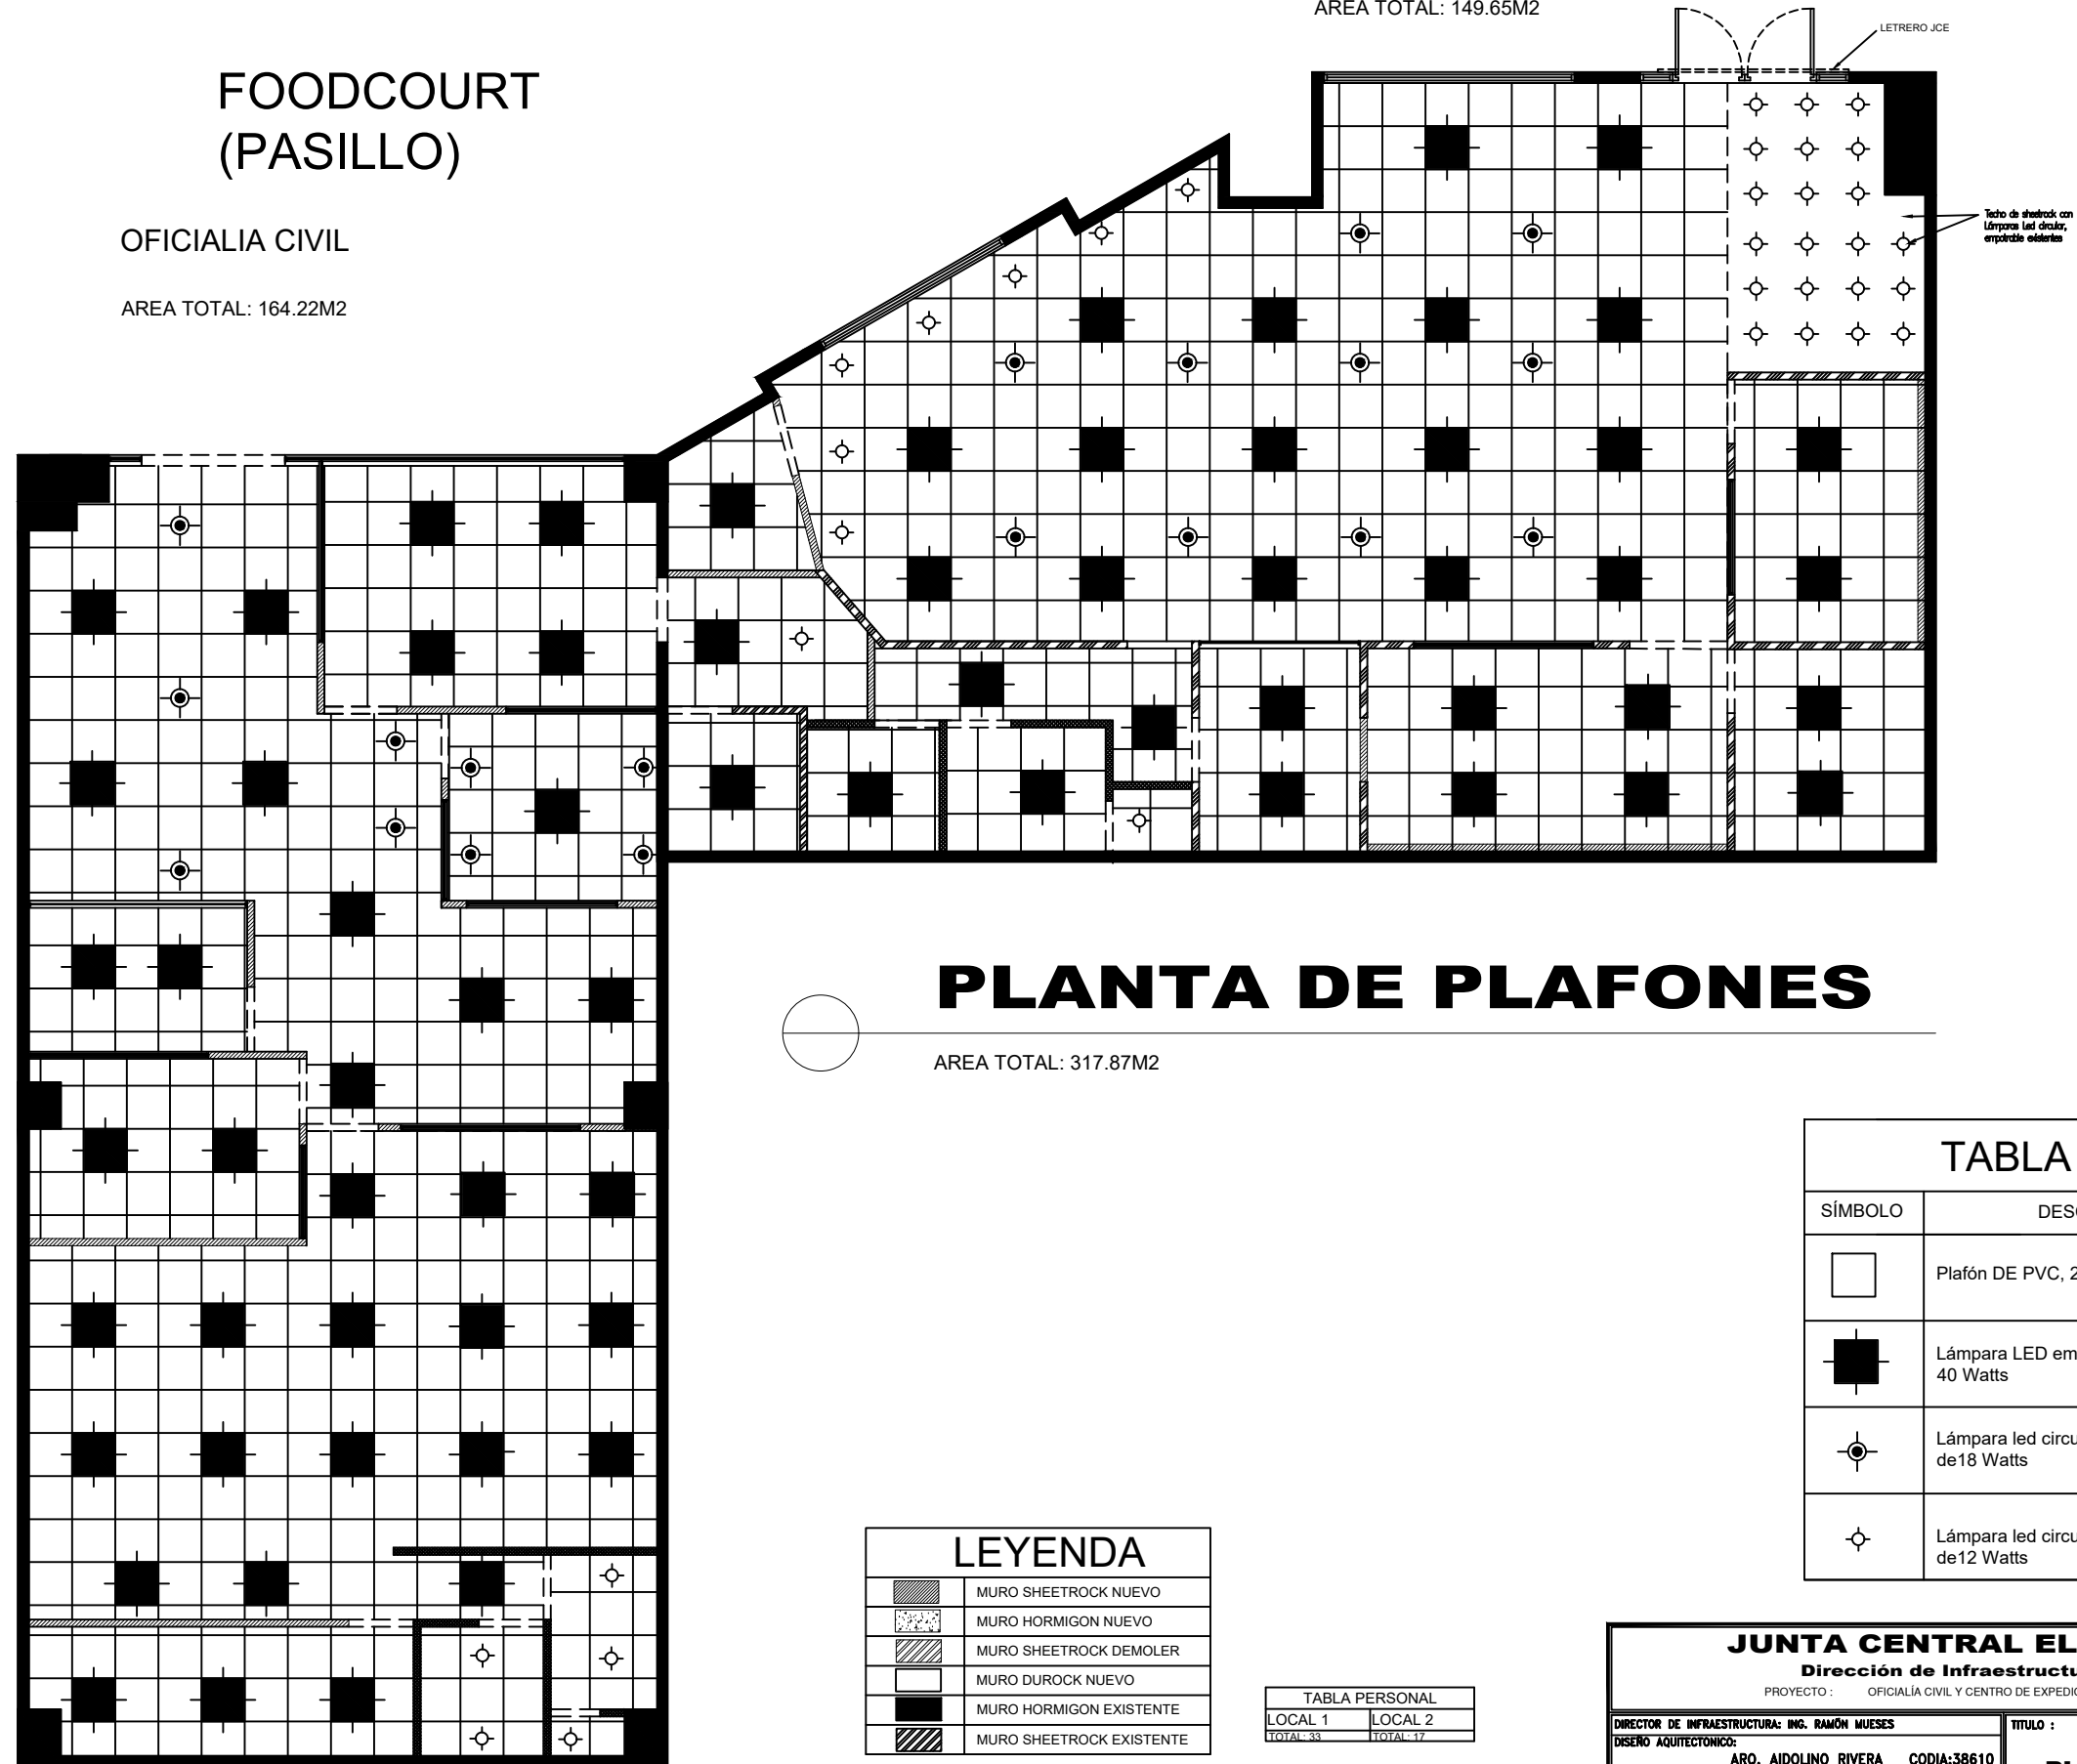 AREA TOTAL: 149.65M2
LETRERO JCE
FOODCOURT
(PASILLO)
OFICIALIA CIVIL
AREA TOTAL: 164.22M2
Techo de sheetrock con
Lámparas Led circular,
empotrable existentes
PLANTA DE PLAFONES
AREA TOTAL: 317.87M2
TABLA
SÍMBOLO DES
Plafón DE PVC, 2
Lámpara LED em
40 Watts
Lámpara led circu
de18 Watts
Lámpara led circu
de12 Watts
LEYENDA
MURO SHEETROCK NUEVO
MURO HORMIGON NUEVO
MURO SHEETROCK DEMOLER
MURO DUROCK NUEVO
MURO HORMIGON EXISTENTE
MURO SHEETROCK EXISTENTE
TABLA PERSONAL
LOCAL 1 LOCAL 2
TOTAL: 33 TOTAL: 17
JUNTA CENTRAL EL
Dirección de Infraestructu
PROYECTO : OFICIALÍA CIVIL Y CENTRO DE EXPEDI
DIRECTOR DE INFRAESTRUCTURA: ING. RAMÓN MUESES
TITULO :
DISEÑO AQUITECTONICO:
ARQ. AIDOLINO RIVERA CODIA:38610